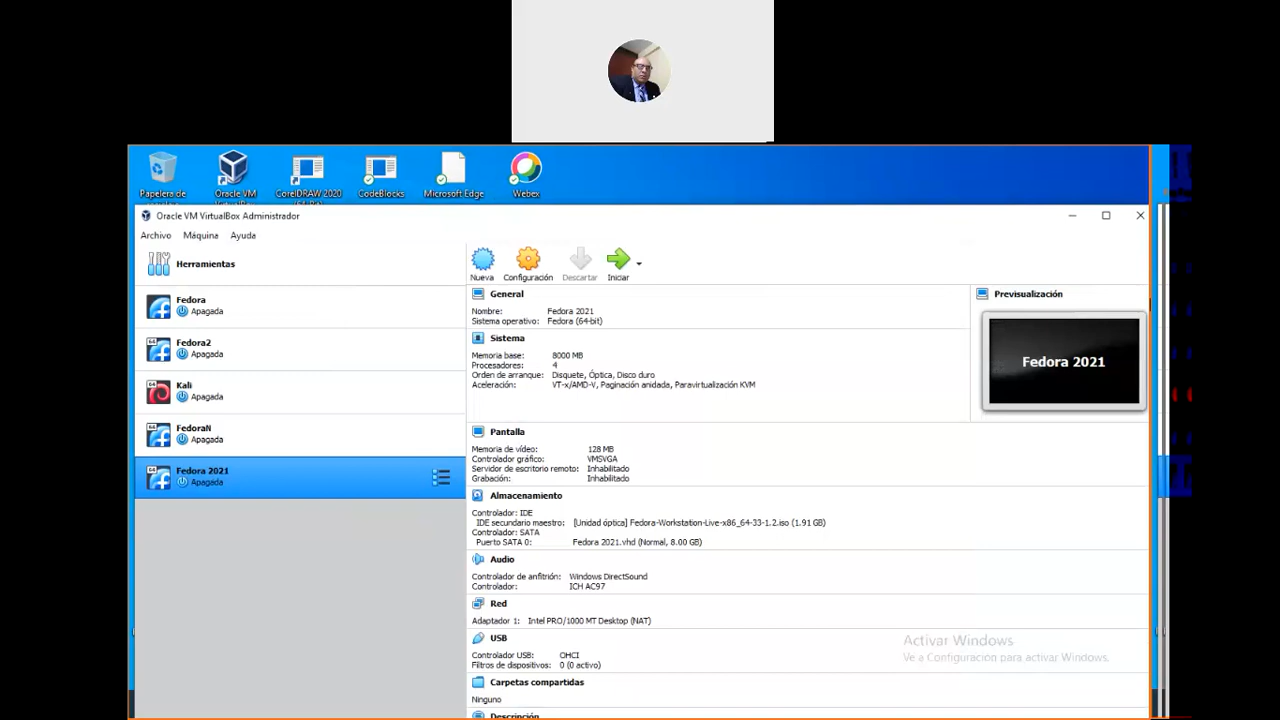 Papelera de
Oracle VM
CorelDRAW 2020
CodeBlocks
Microsoft Edge
Webex
Oracle VM VirtualBox Administrador
Archivo Máquina Ayuda
Herramientas
Fedora
Apagada
Fedora2
Apagada
Kali
Apagada
FedoraN
Apagada
Fedora 2021
Apagada
Nueva Configuración Descartar Iniciar
General
Nombre: Fedora 2021
Sistema operativo: Fedora (64-bit)
Sistema
Memoria base: 8000 MB
Procesadores: 4
Orden de arranque: Disquete, Óptica, Disco duro
Aceleración: VT-x/AMD-V, Paginación anidada, Paravirtualización KVM
Previsualización
Fedora 2021
Pantalla
Memoria de vídeo: 128 MB
Controlador gráfico: VMSVGA
Servidor de escritorio remoto: Inhabilitado
Grabación: Inhabilitado
Almacenamiento
Controlador: IDE
IDE secundario maestro: [Unidad óptica] Fedora-Workstation-Live-x86_64-33-1.2.iso (1.91 GB)
Controlador: SATA
Puerto SATA 0: Fedora 2021.vhd (Normal, 8.00 GB)
Audio
Controlador de anfitrión: Windows DirectSound
Controlador: ICH AC97
Red
Adaptador 1: Intel PRO/1000 MT Desktop (NAT)
USB
Controlador USB: OHCI
Filtros de dispositivos: 0 (0 activo)
Carpetas compartidas
Ninguno
Descripción
Activar Windows
Ve a Configuración para activar Windows.